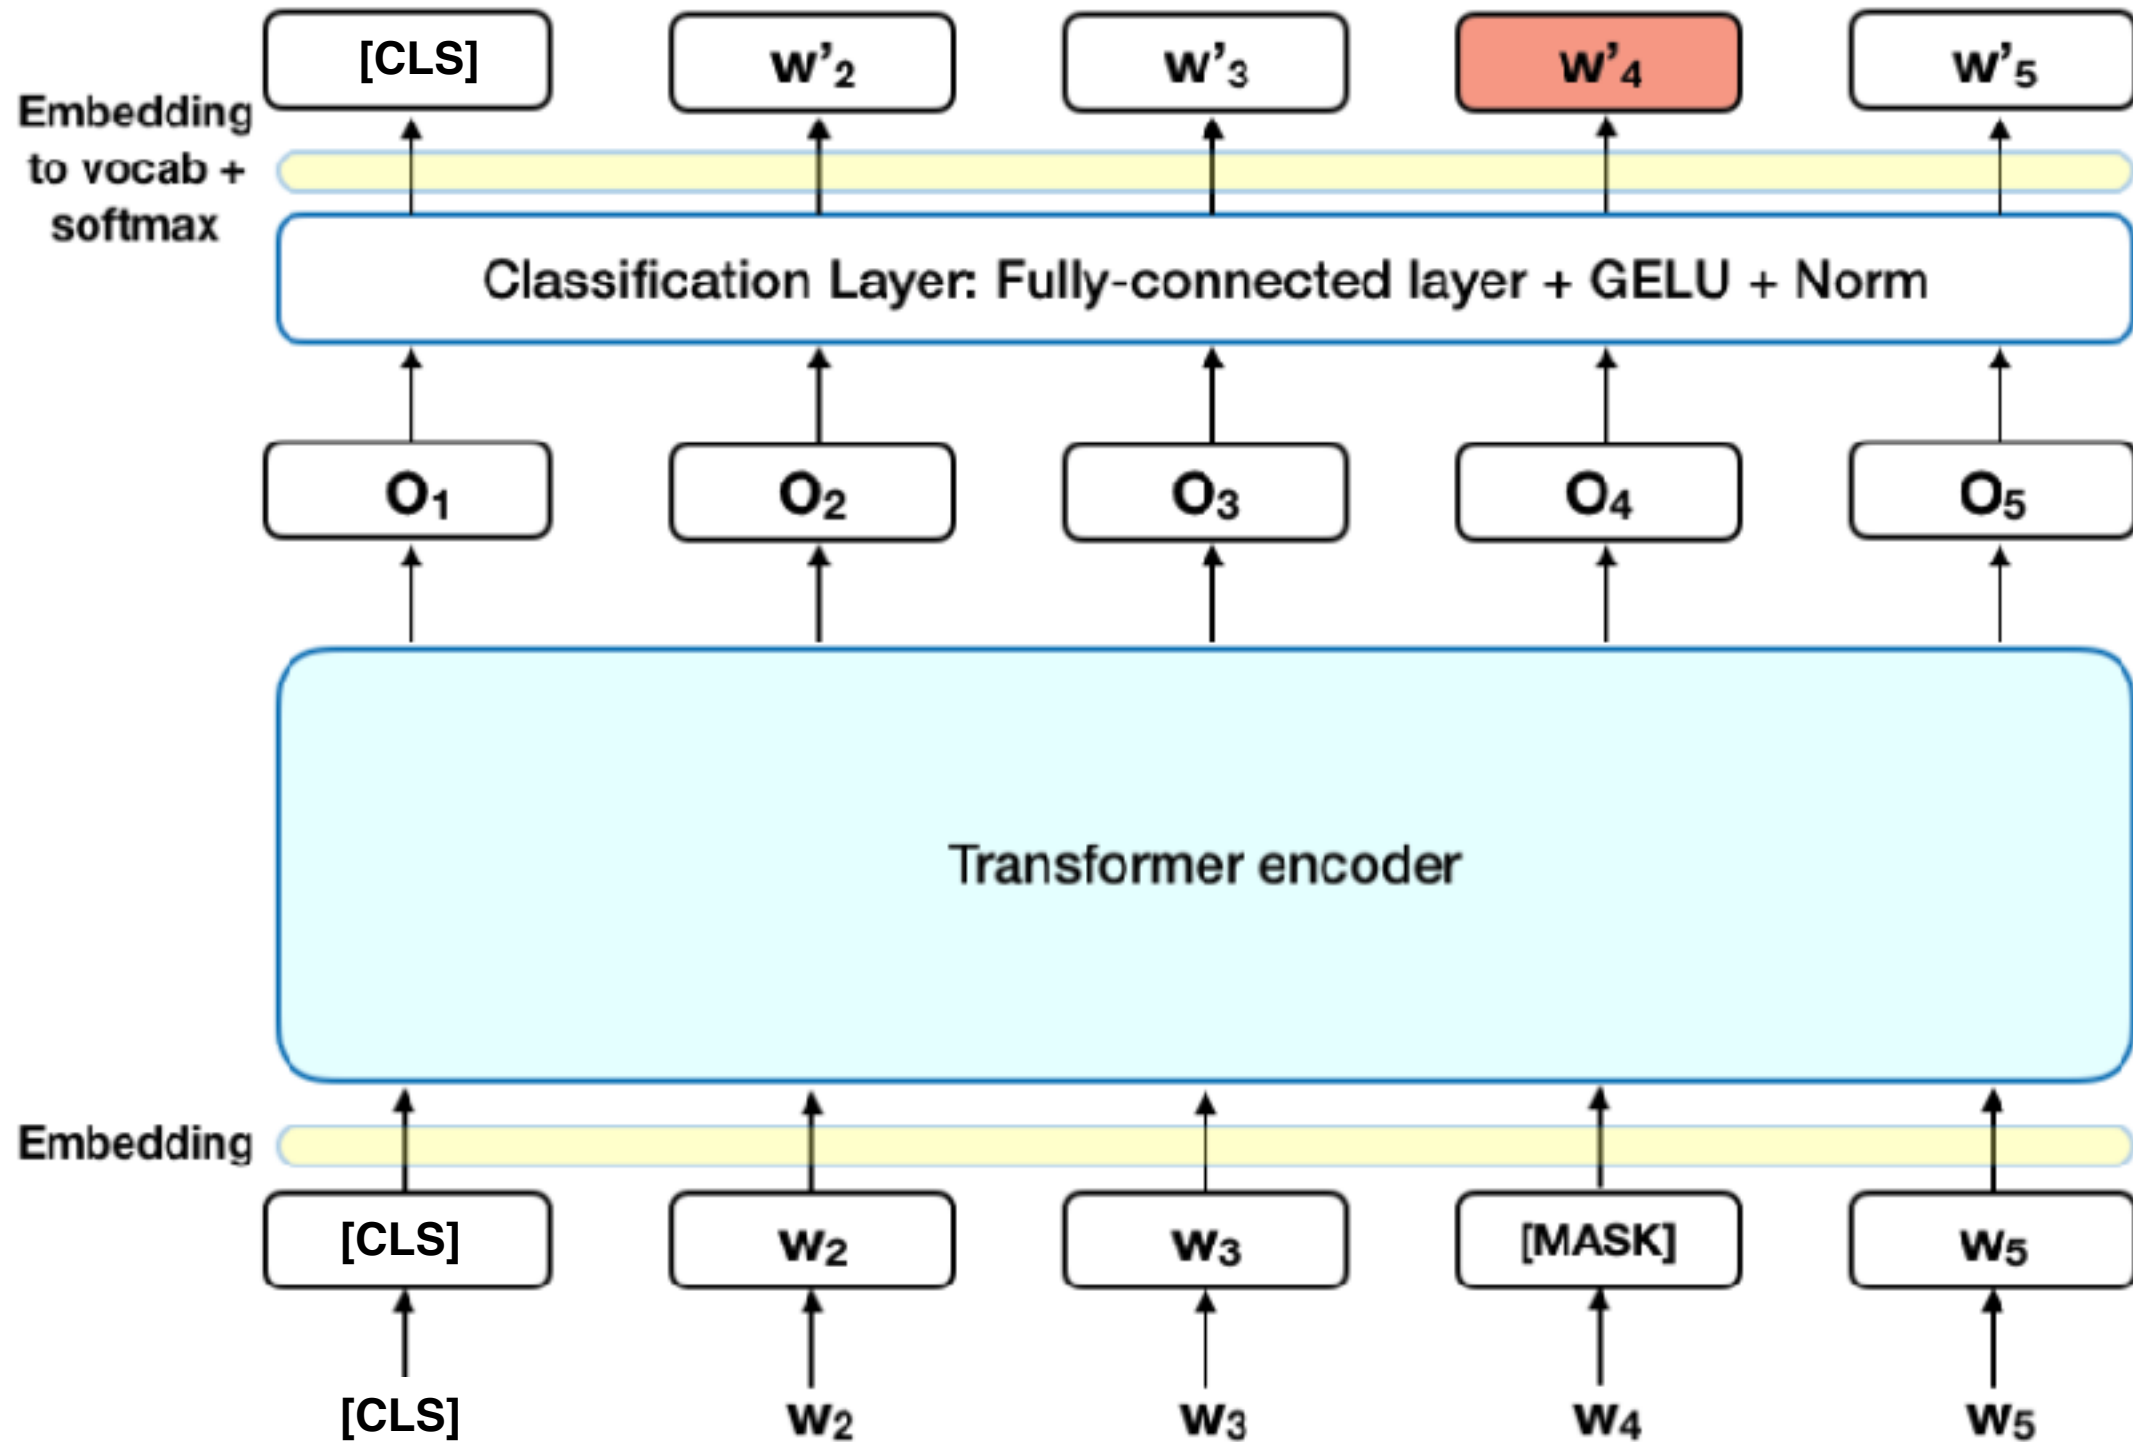 [CLS] w’₂ w’₃ w’₄ w’₅
Embedding
to vocab +
softmax
Classification Layer: Fully-connected layer + GELU + Norm
O₁ O₂ O₃ O₄ O₅
Transformer encoder
Embedding
[CLS] w₂ w₃ [MASK] w₅
[CLS] w₂ w₃ w₄ w₅